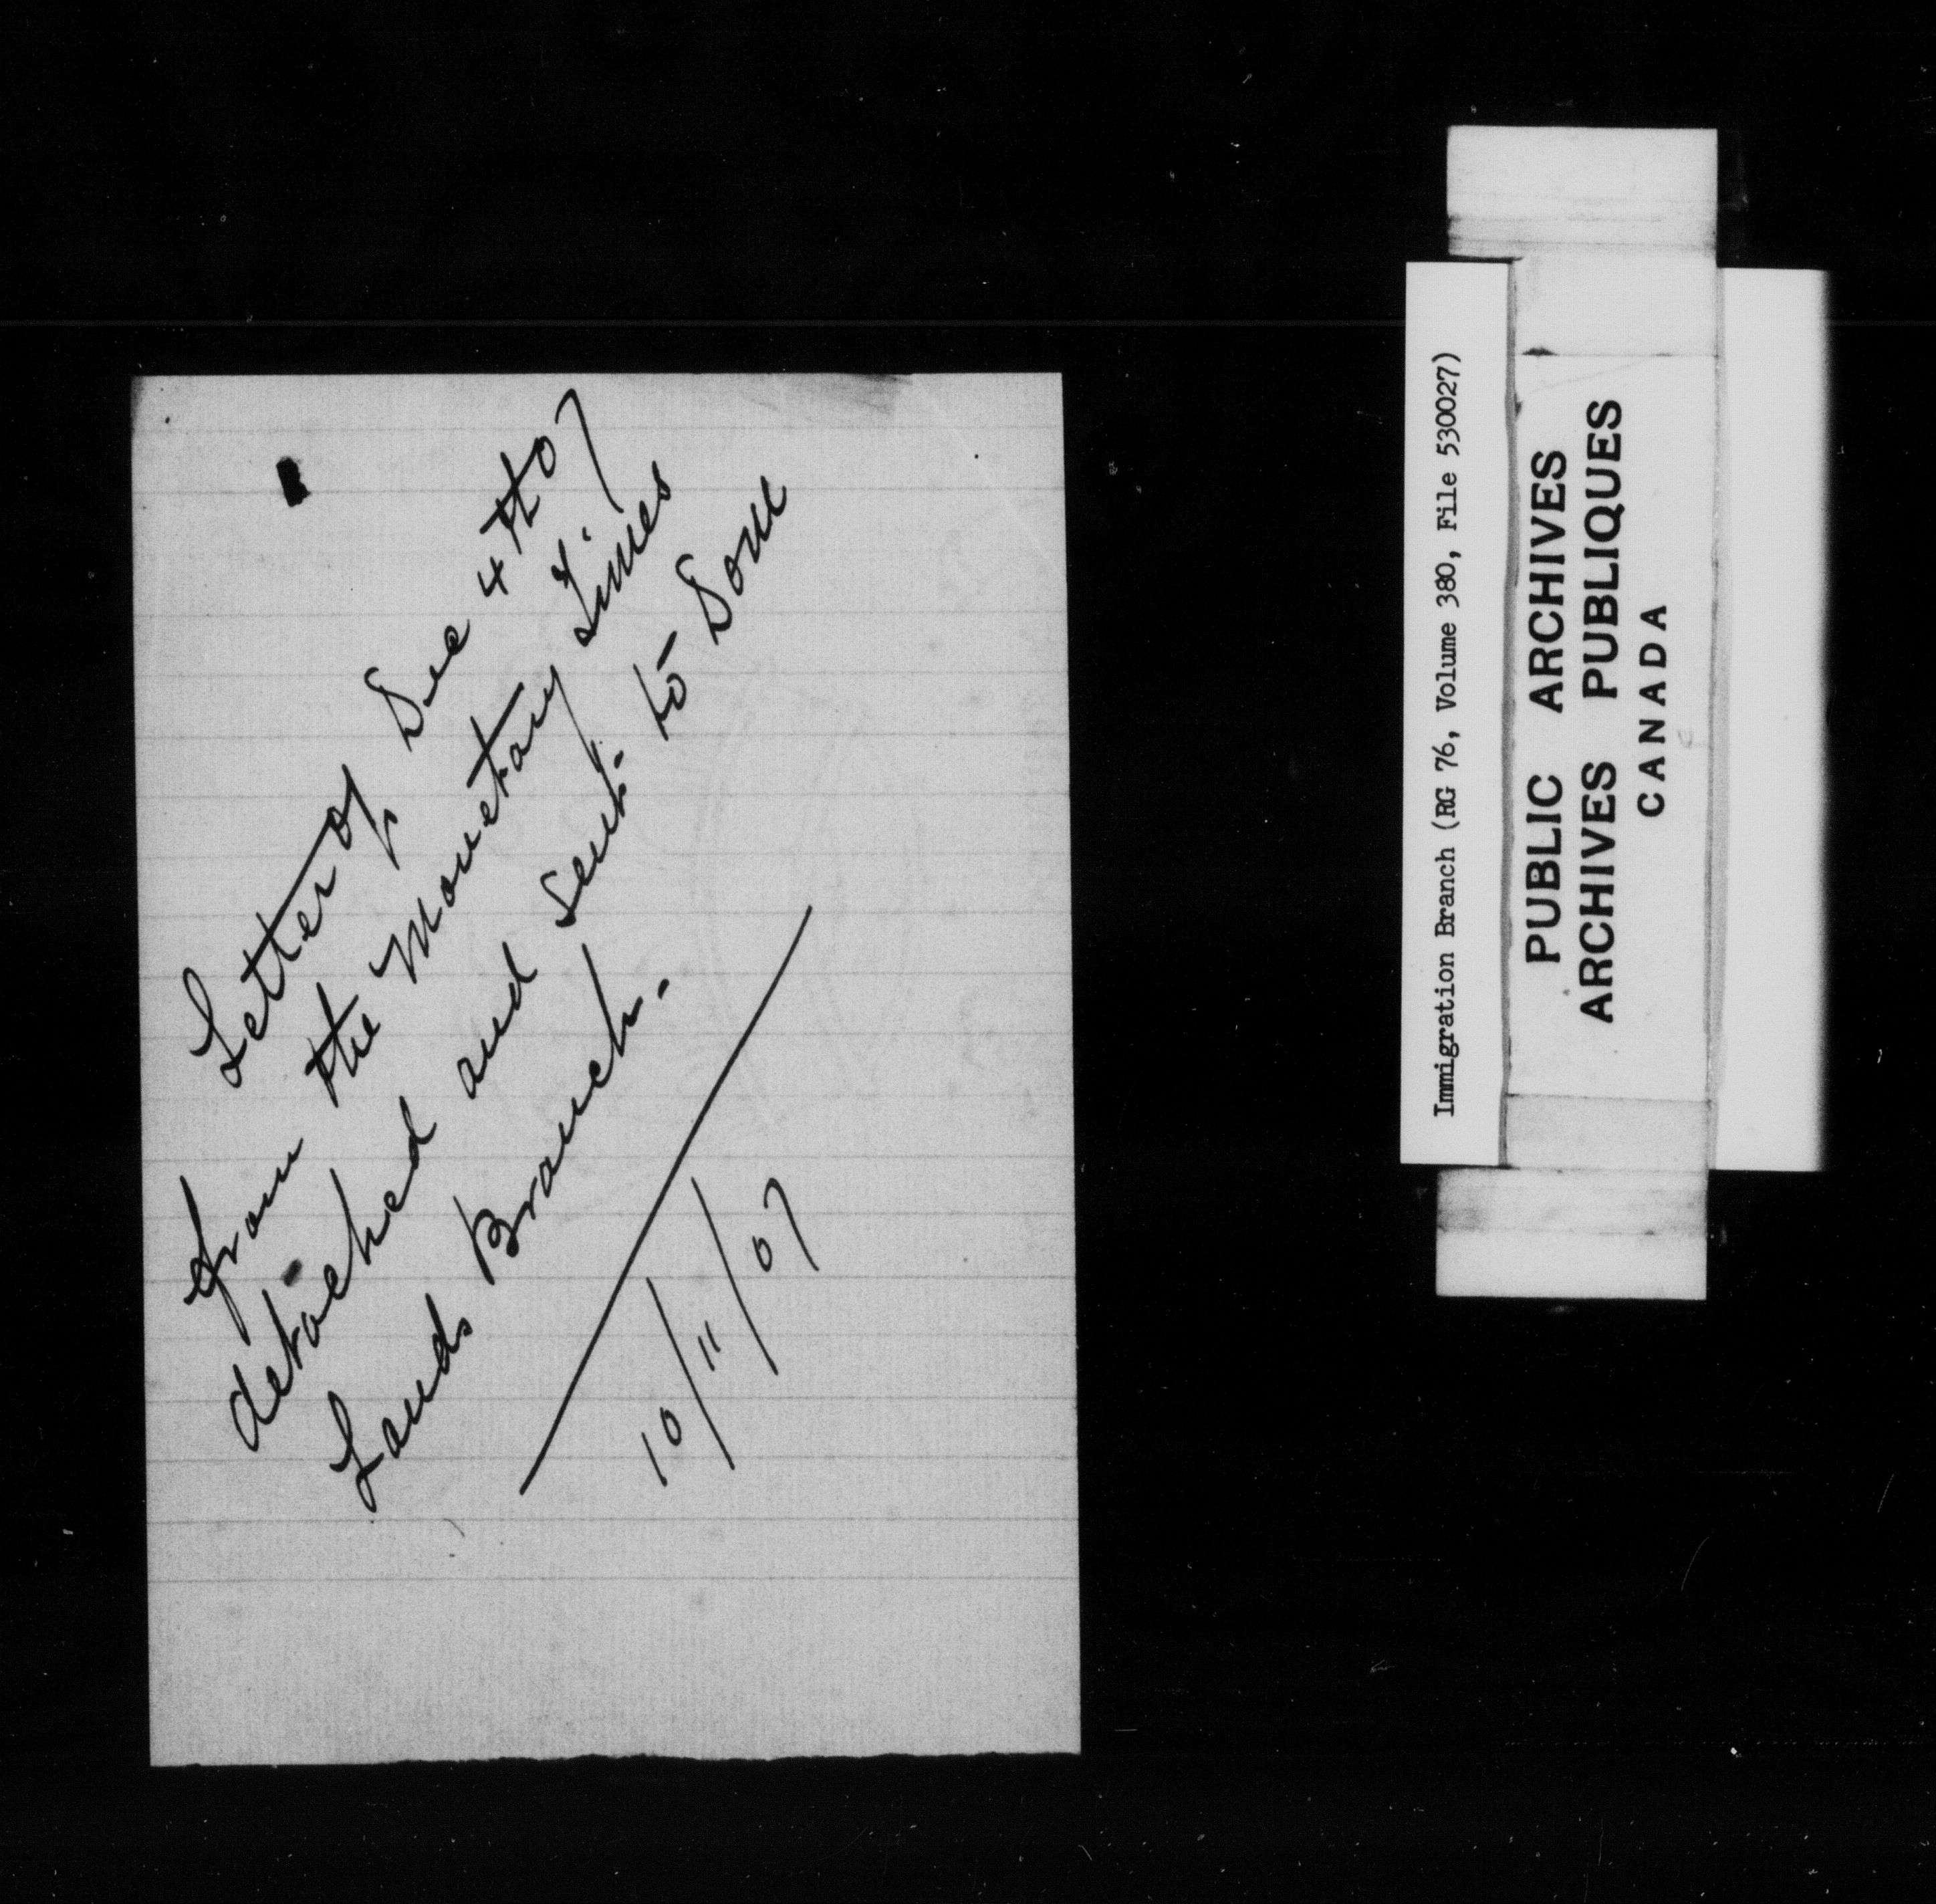 Letter of Dec 4th 07
from the Monetary Times
detached and sent to Dom
Lands Branch.
10/11/07
Immigration Branch (RG 76, Volume 380, File 530027)
PUBLIC ARCHIVES
ARCHIVES PUBLIQUES
CANADA